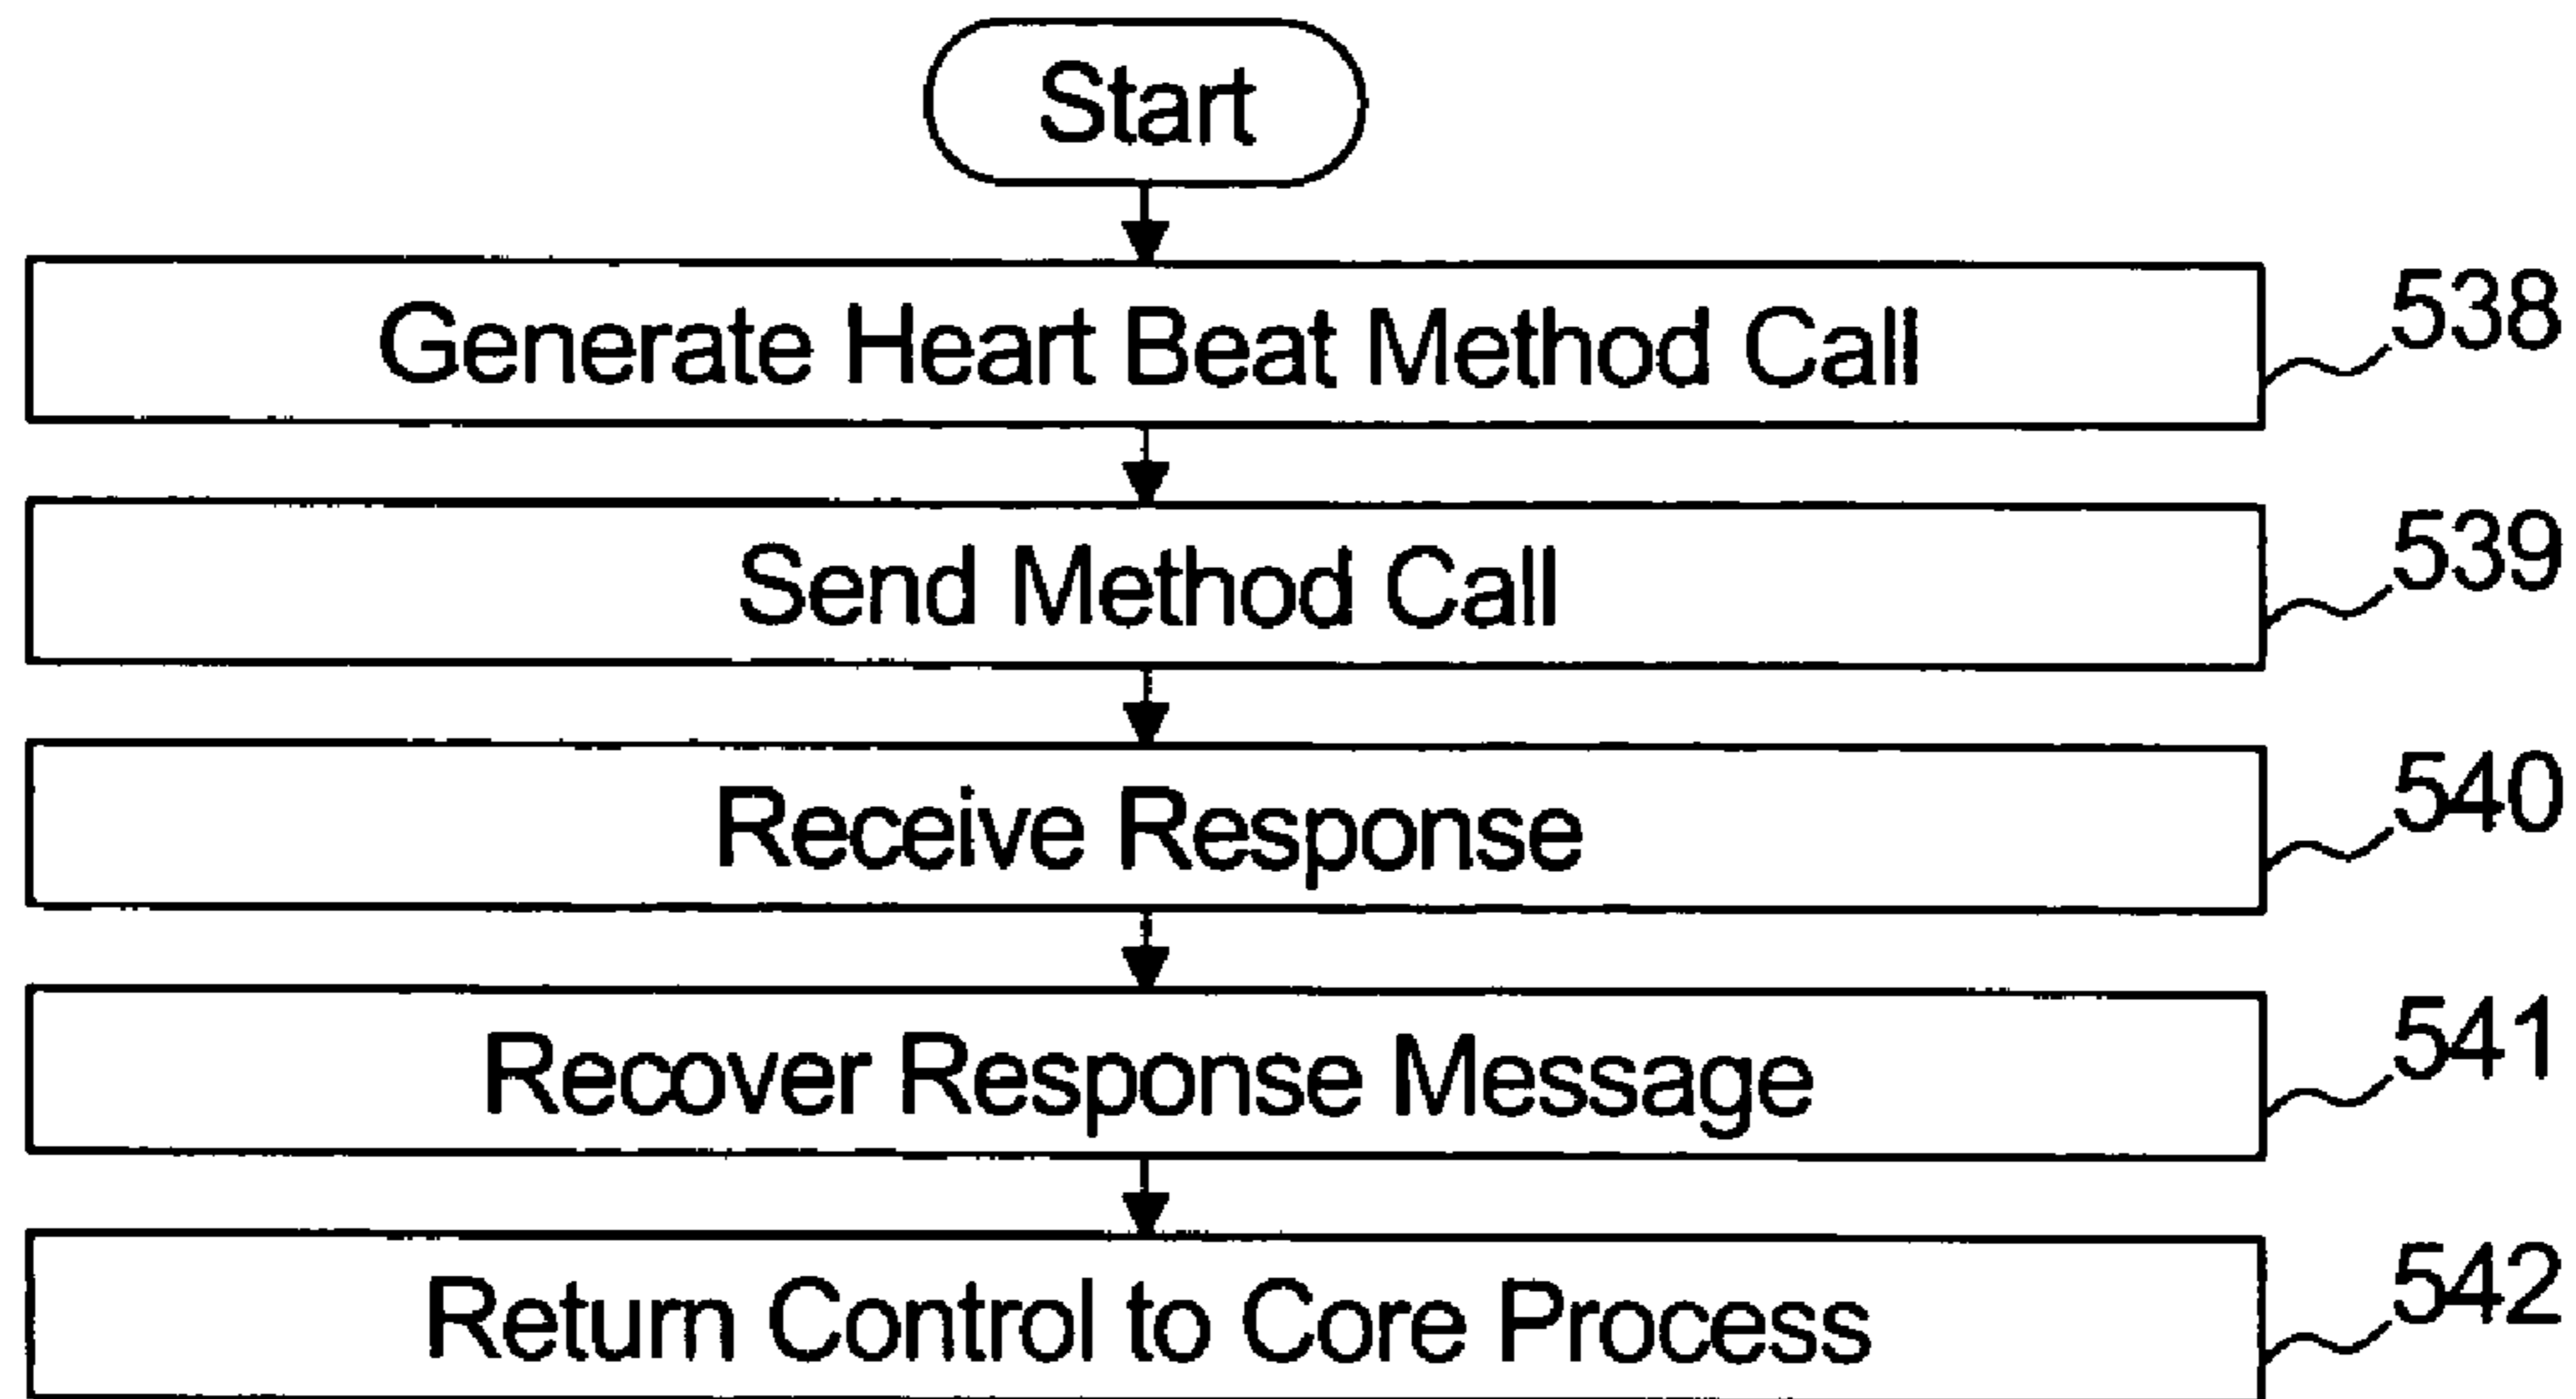 Start
Generate Heart Beat Method Call
538
Send Method Call
539
Receive Response
540
Recover Response Message
541
Return Control to Core Process
542